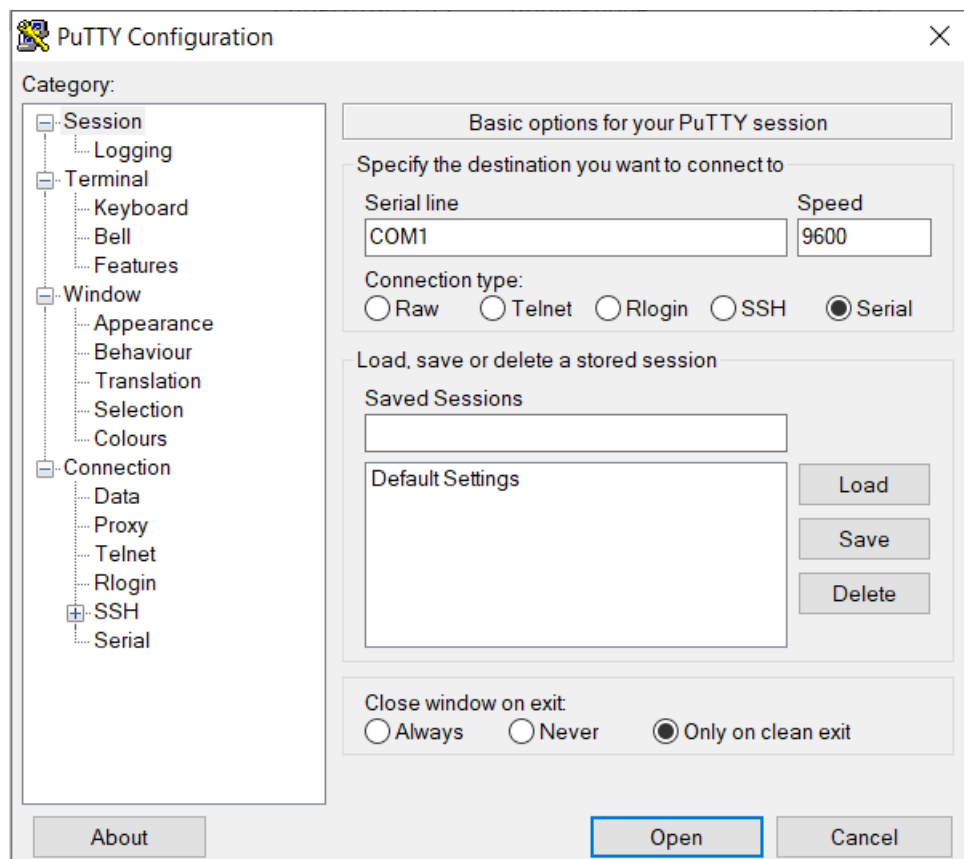 PuTTY Configuration
Category:
Session
Logging
Terminal
Keyboard
Bell
Features
Window
Appearance
Behaviour
Translation
Selection
Colours
Connection
Data
Proxy
Telnet
Rlogin
SSH
Serial
Basic options for your PuTTY session
Specify the destination you want to connect to
Serial line Speed
COM1 9600
Connection type:
Raw Telnet Rlogin SSH Serial
Load, save or delete a stored session
Saved Sessions
Default Settings
Load
Save
Delete
Close window on exit:
Always Never Only on clean exit
About Open Cancel